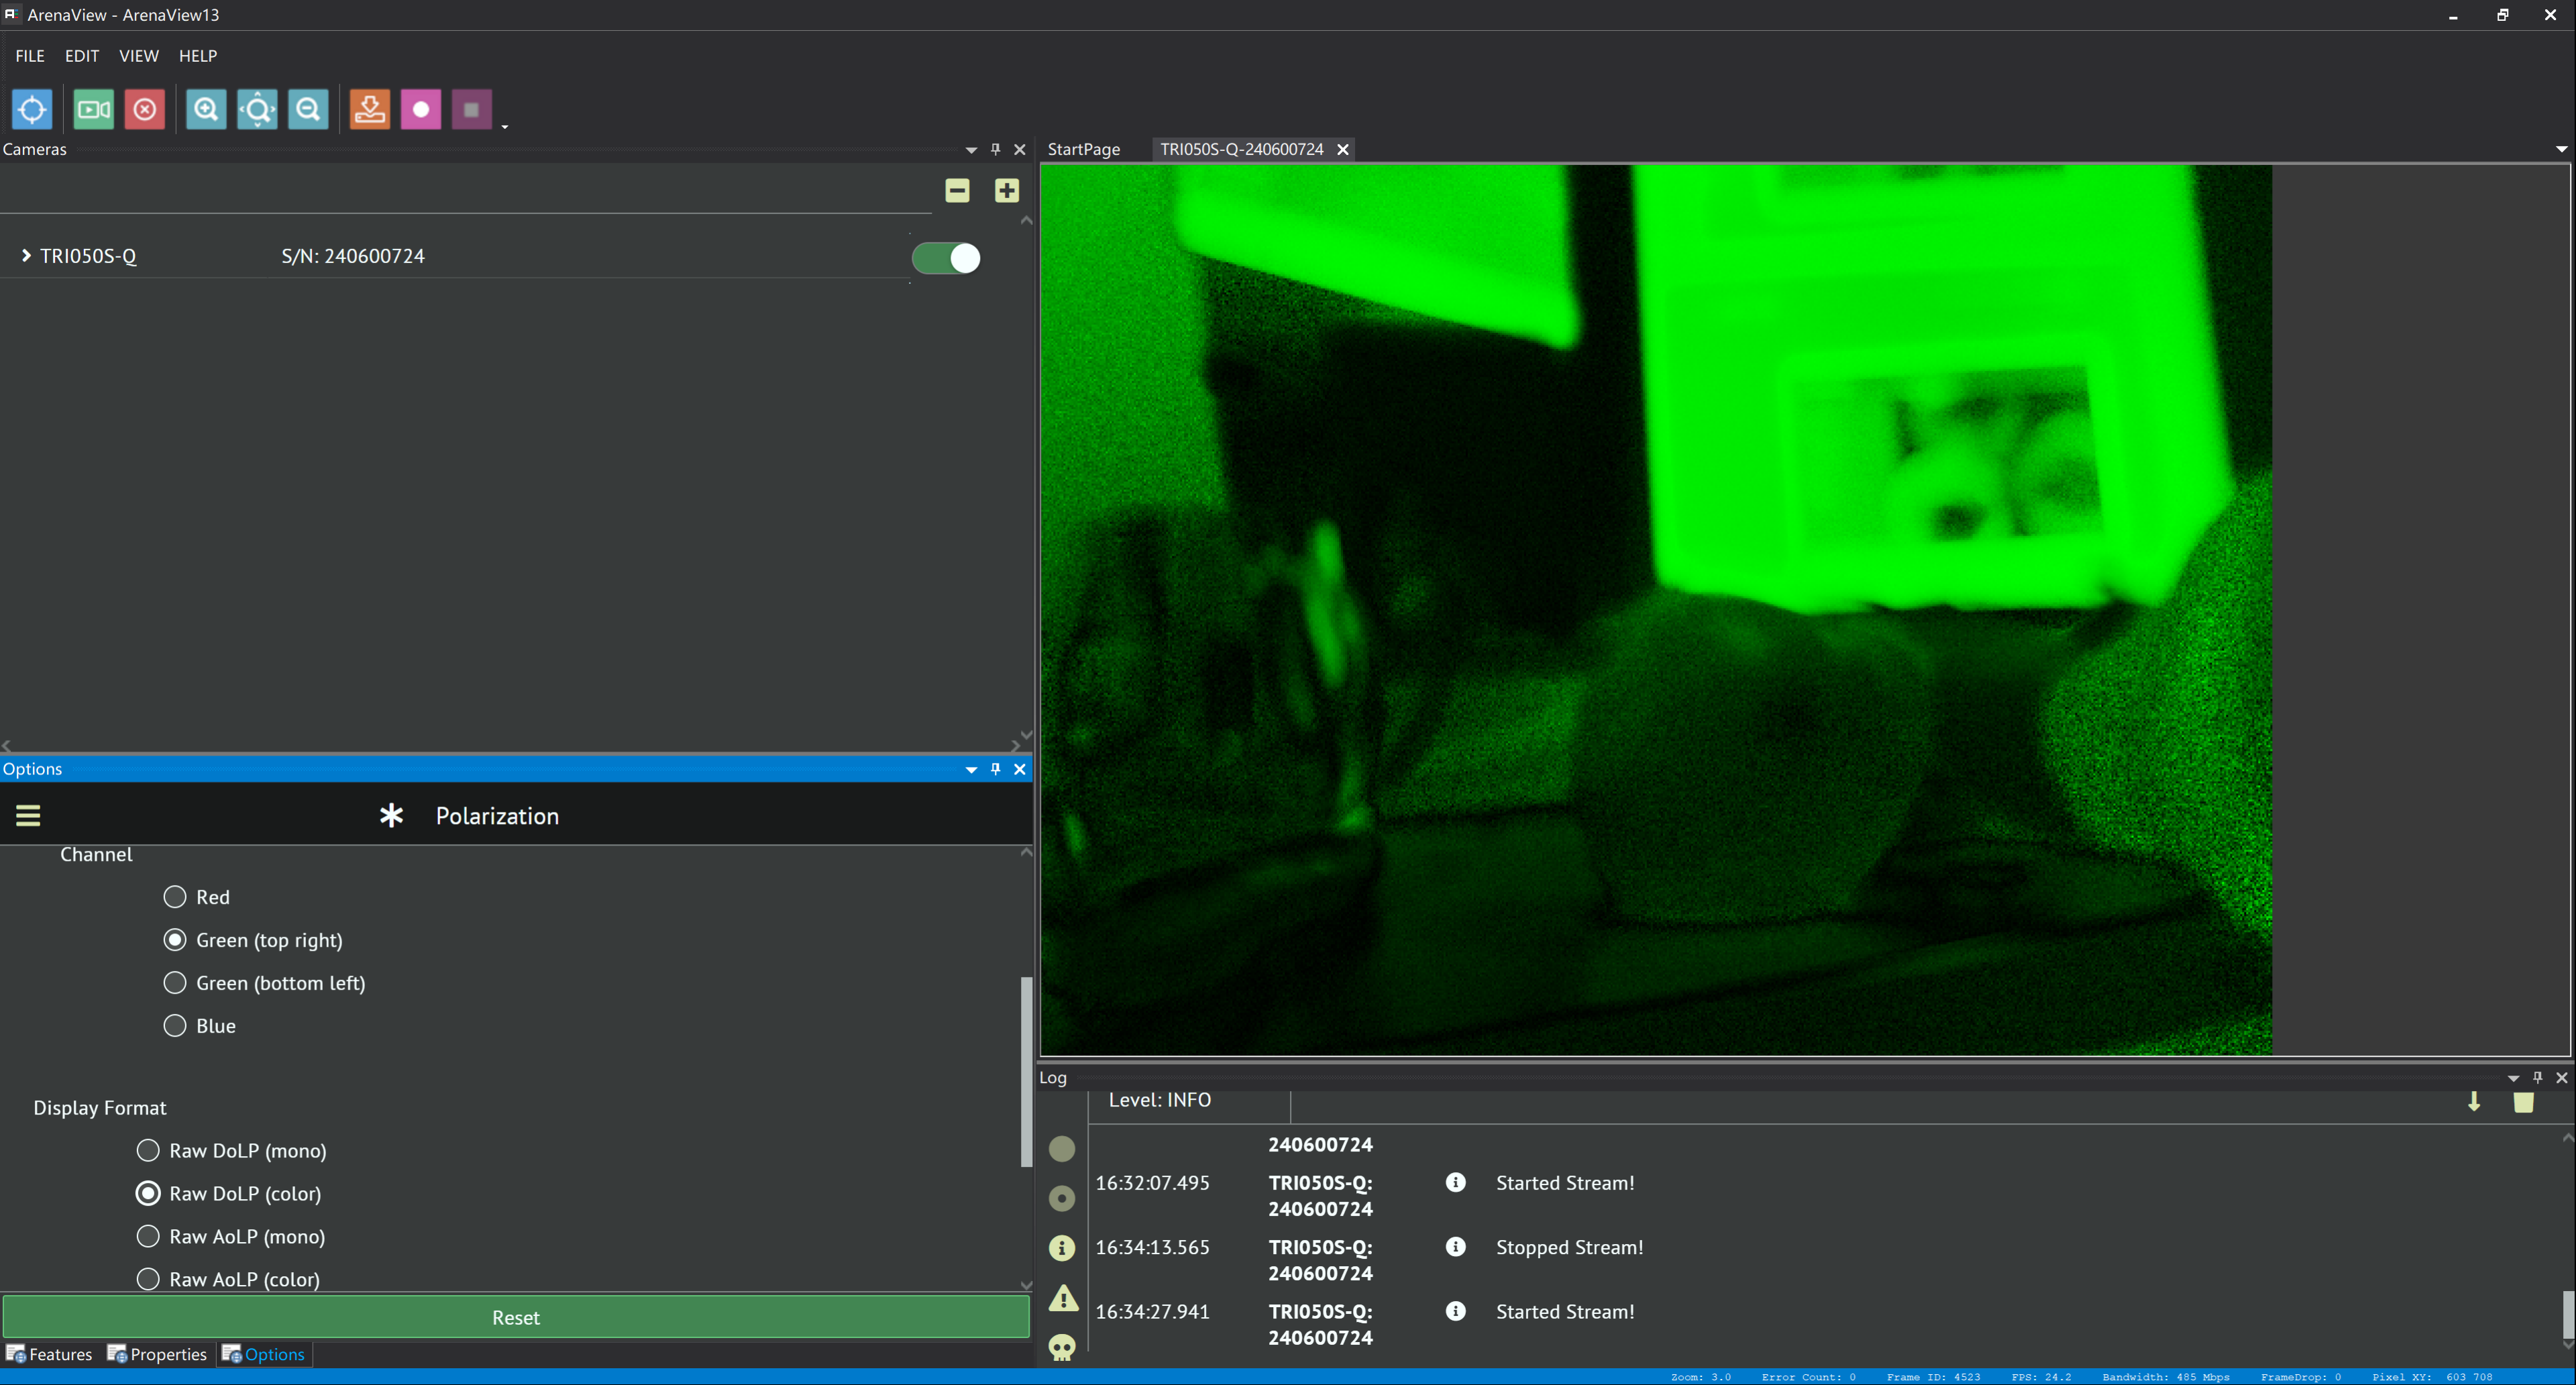 ArenaView - ArenaView13
FILE EDIT VIEW HELP
Cameras
TRI050S-Q S/N: 240600724
Options
Polarization
Channel
Red
Green (top right)
Green (bottom left)
Blue
Display Format
Raw DoLP (mono)
Raw DoLP (color)
Raw AoLP (mono)
Raw AoLP (color)
Reset
Features Properties Options
StartPage TRI050S-Q-240600724
Log
Level: INFO
240600724
16:32:07.495 TRI050S-Q: Started Stream!
240600724
16:34:13.565 TRI050S-Q: Stopped Stream!
240600724
16:34:27.941 TRI050S-Q: Started Stream!
240600724
Zoom: 3.0 Error Count: 0 Frame ID: 4523 FPS: 24.2 Bandwidth: 485 Mbps FrameDrop: 0 Pixel XY: 603 708